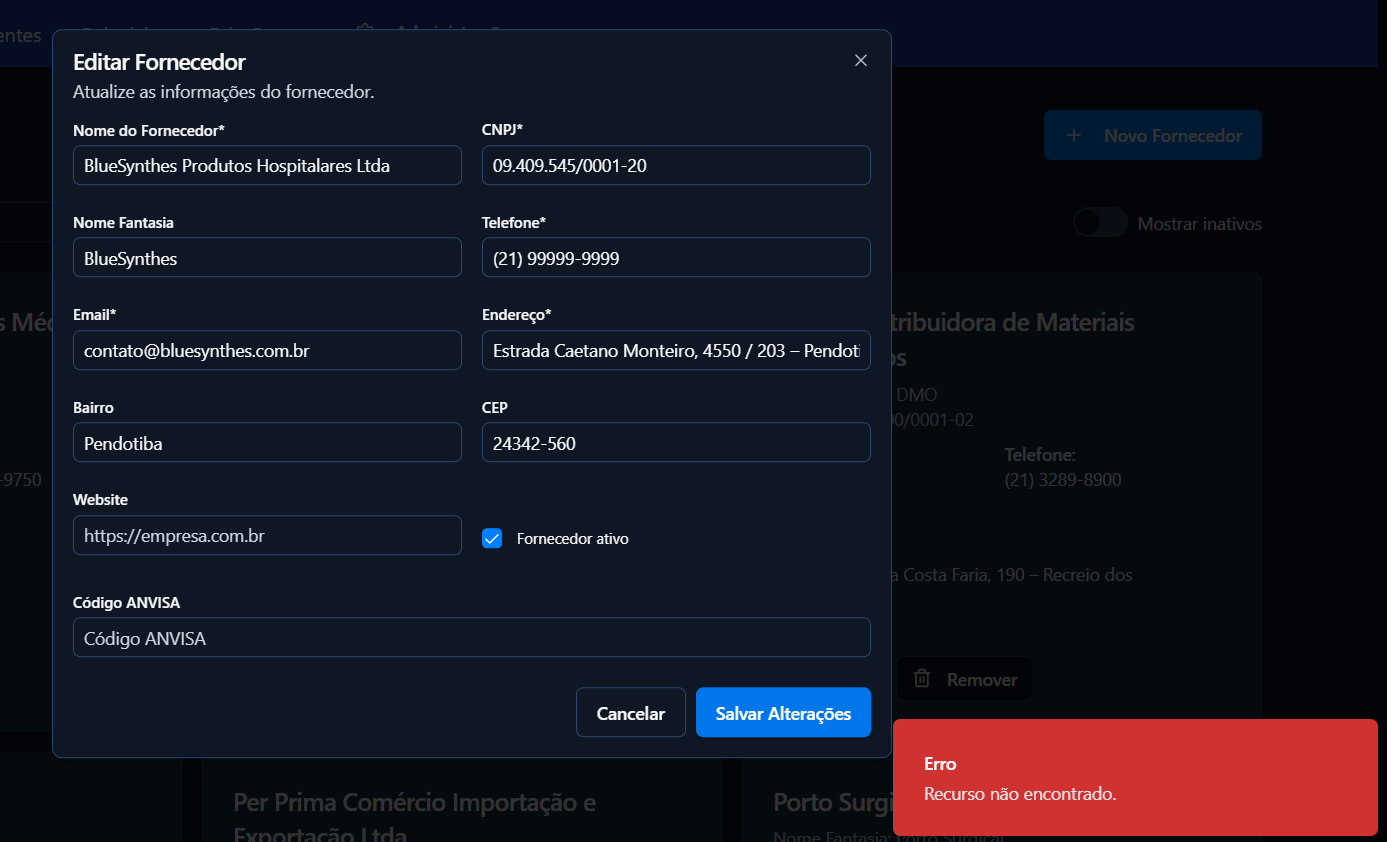 entes
Editar Fornecedor
Atualize as informações do fornecedor.
Nome do Fornecedor*
CNPJ*
BlueSynthes Produtos Hospitalares Ltda
09.409.545/0001-20
+ Novo Fornecedor
Nome Fantasia
Telefone*
BlueSynthes
(21) 99999-9999
Mostrar inativos
Email*
Endereço*
contato@bluesynthes.com.br
Estrada Caetano Monteiro, 4550 / 203 – Pendoti
s Méd
tribuidora de Materiais
os
DMO
00/0001-02
Bairro
CEP
Pendotiba
24342-560
Telefone:
-9750
(21) 3289-8900
Website
https://empresa.com.br
Fornecedor ativo
a Costa Faria, 190 – Recreio dos
Código ANVISA
Código ANVISA
Remover
Cancelar
Salvar Alterações
Erro
Recurso não encontrado.
Per Prima Comércio Importação e
Exportação Ltda
Porto Surgi
Nome Fantasia: Porto Surgical